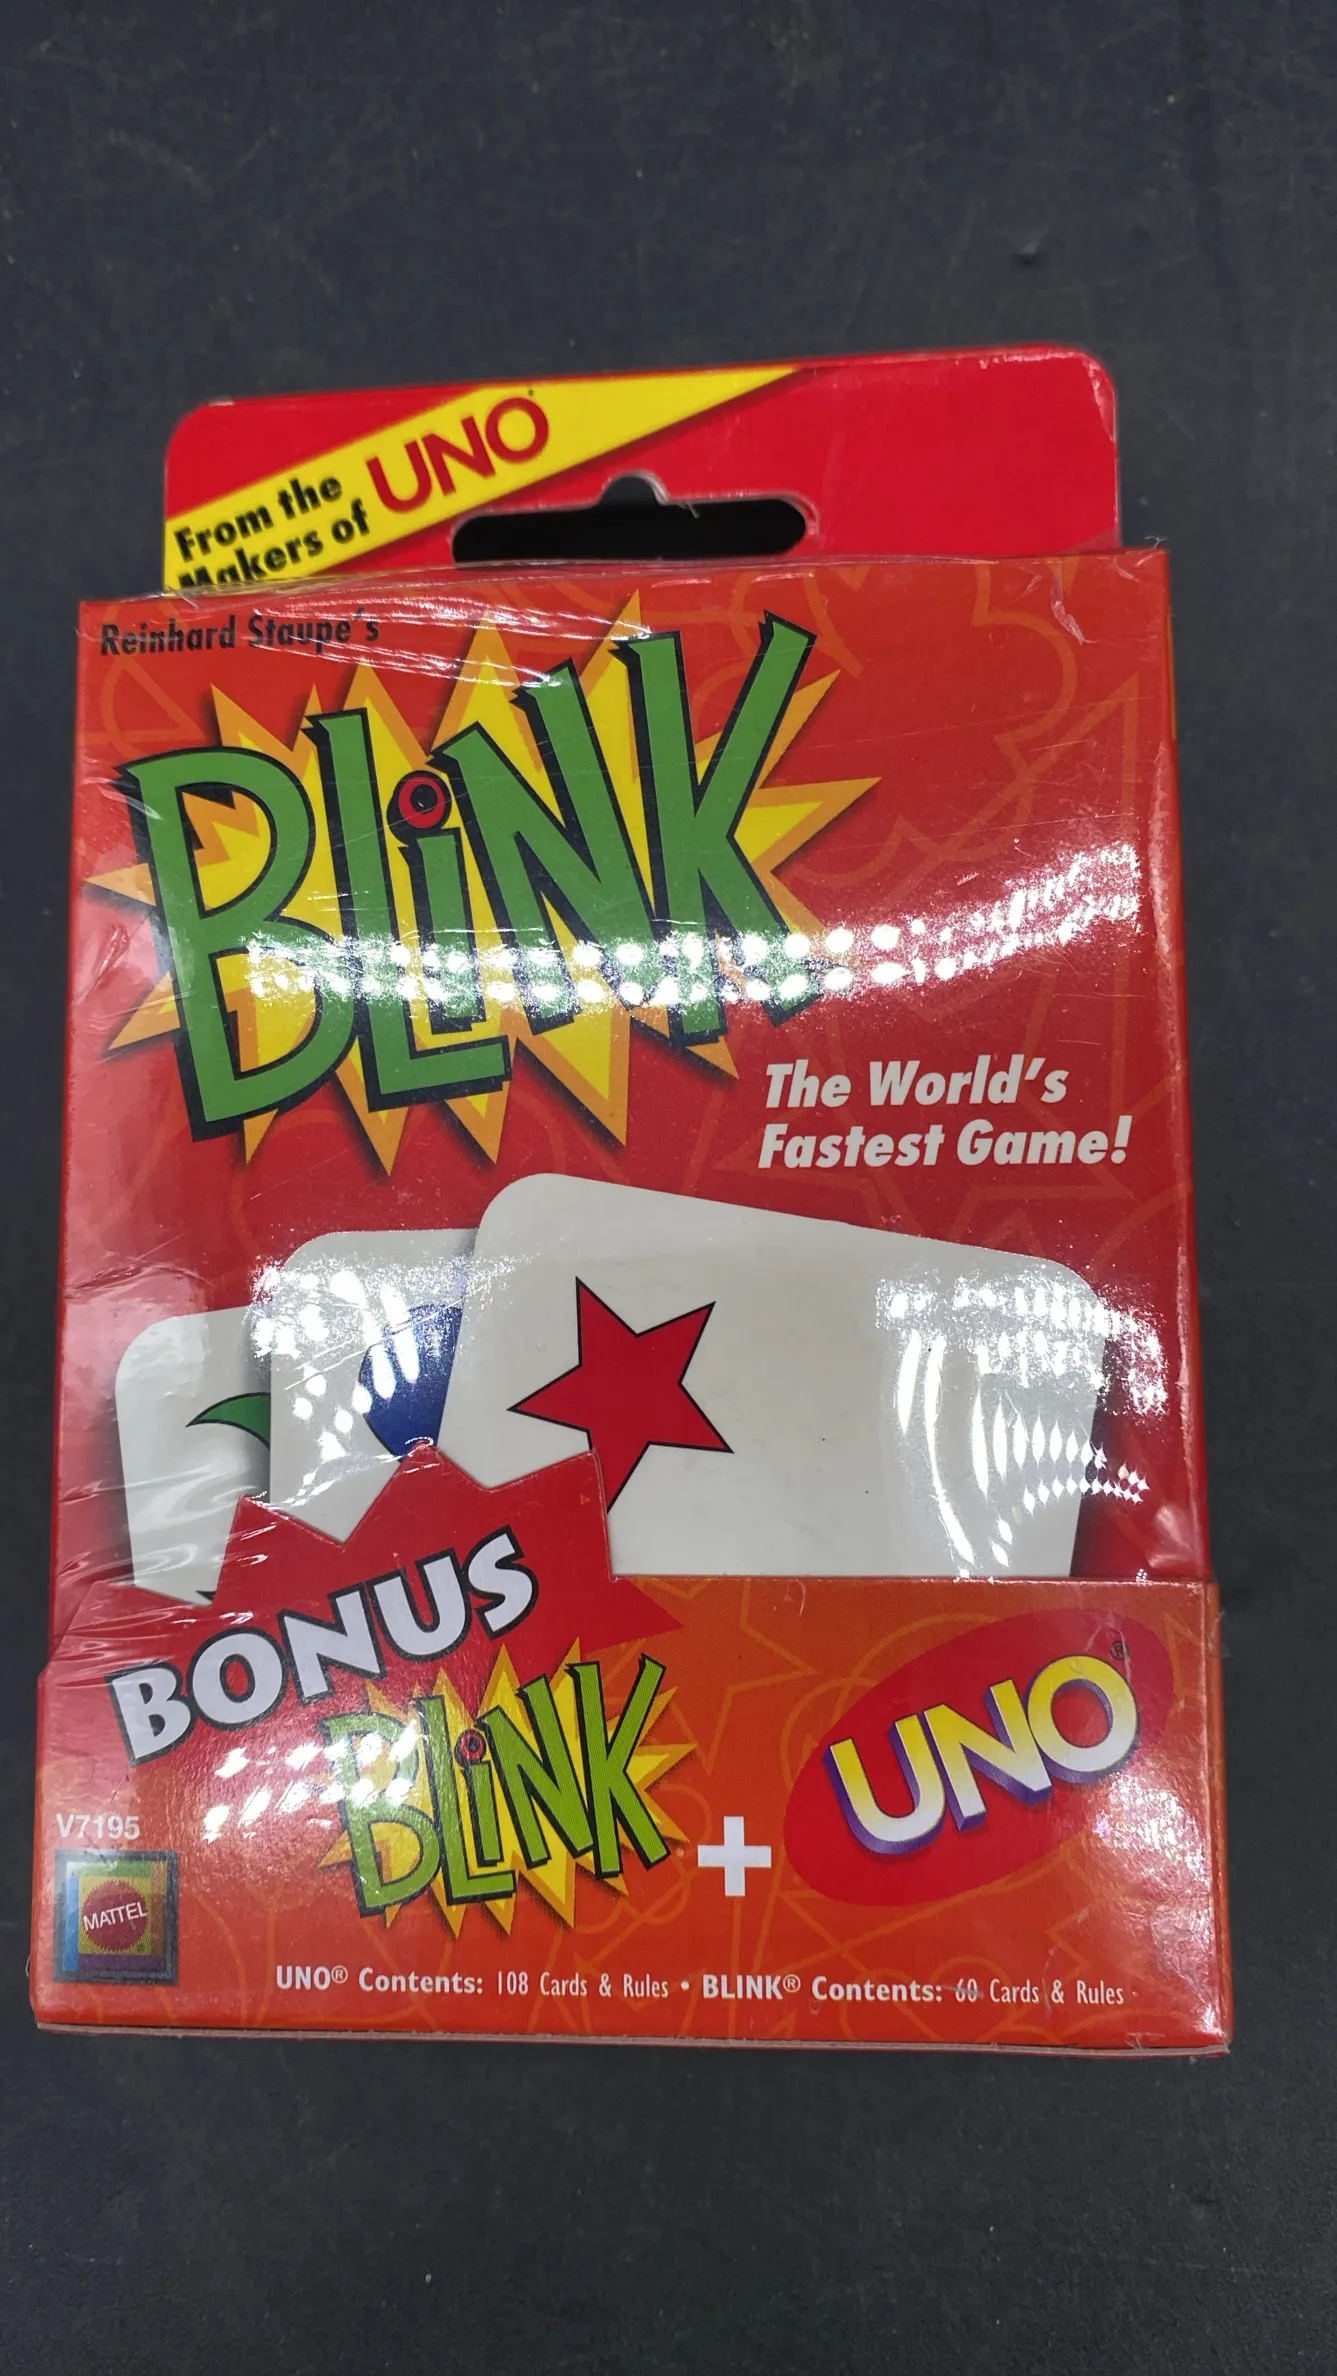 From the
Makers of UNO
Reinhard Staupe's
BLiNK
The World's
Fastest Game!
BONUS
BLiNK + UNO®
V7195
MATTEL
UNO® Contents: 108 Cards & Rules • BLINK® Contents: 60 Cards & Rules